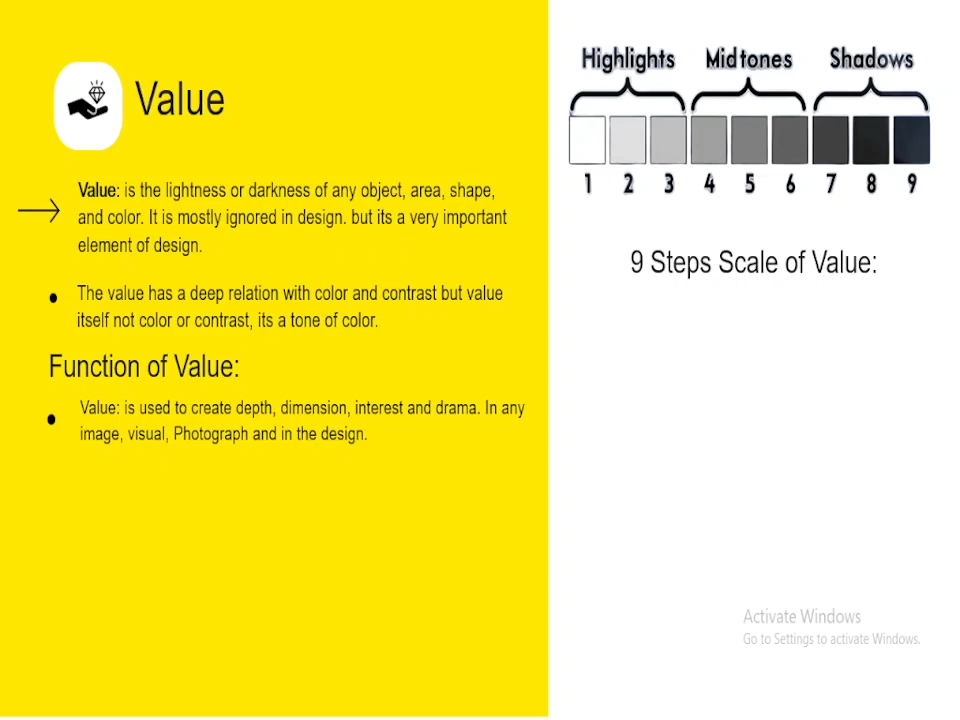 Value
Value: is the lightness or darkness of any object, area, shape,
and color. It is mostly ignored in design. but its a very important
element of design.
The value has a deep relation with color and contrast but value
itself not color or contrast, its a tone of color.
Function of Value:
Value: is used to create depth, dimension, interest and drama. In any
image, visual, Photograph and in the design.
Highlights Midtones Shadows
1 2 3 4 5 6 7 8 9
9 Steps Scale of Value:
Activate Windows
Go to Settings to activate Windows.